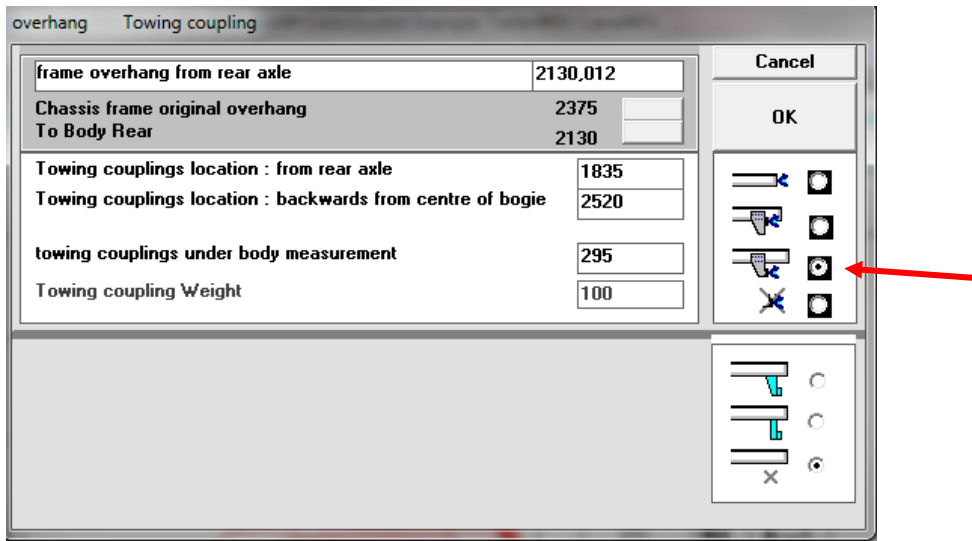 overhang Towing coupling
frame overhang from rear axle 2130,012
Cancel
Chassis frame original overhang 2375
OK
To Body Rear 2130
Towing couplings location : from rear axle 1835
Towing couplings location : backwards from centre of bogie 2520
towing couplings under body measurement 295
Towing coupling Weight 100